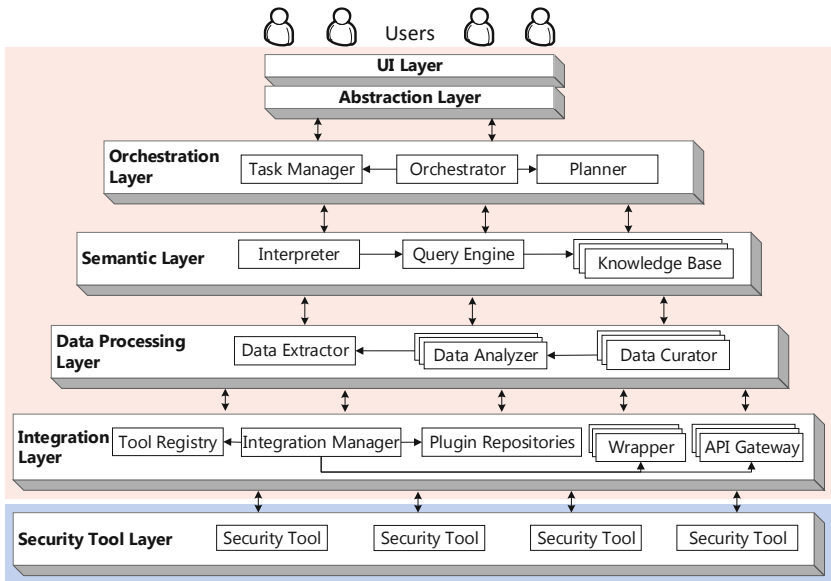 Users
UI Layer
Abstraction Layer
Orchestration
Layer
Task Manager
Orchestrator
Planner
Semantic Layer
Interpreter
Query Engine
Knowledge Base
Data Processing
Layer
Data Extractor
Data Analyzer
Data Curator
Integration
Layer
Tool Registry
Integration Manager
Plugin Repositories
Wrapper
API Gateway
Security Tool Layer
Security Tool
Security Tool
Security Tool
Security Tool